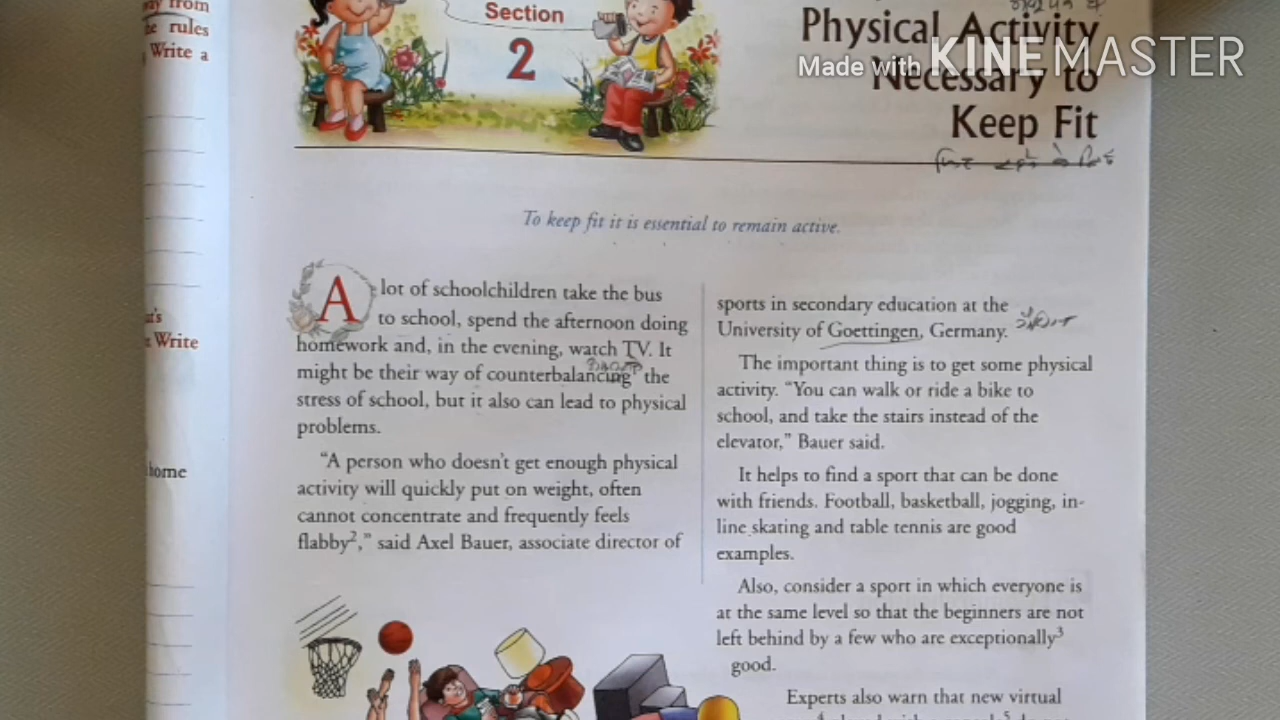 ay from
e rules
Write a
at's
Write
home
Section
2
Physical Activity
Made with KINEMASTER
Necessary to
Keep Fit
To keep fit it is essential to remain active.
A lot of schoolchildren take the bus
to school, spend the afternoon doing
homework and, in the evening, watch TV. It
might be their way of counterbalancing¹ the
stress of school, but it also can lead to physical
problems.
"A person who doesn't get enough physical
activity will quickly put on weight, often
cannot concentrate and frequently feels
flabby²," said Axel Bauer, associate director of
sports in secondary education at the
University of Goettingen, Germany.
The important thing is to get some physical
activity. "You can walk or ride a bike to
school, and take the stairs instead of the
elevator," Bauer said.
It helps to find a sport that can be done
with friends. Football, basketball, jogging, in-
line skating and table tennis are good
examples.
Also, consider a sport in which everyone is
at the same level so that the beginners are not
left behind by a few who are exceptionally³
good.
Experts also warn that new virtual